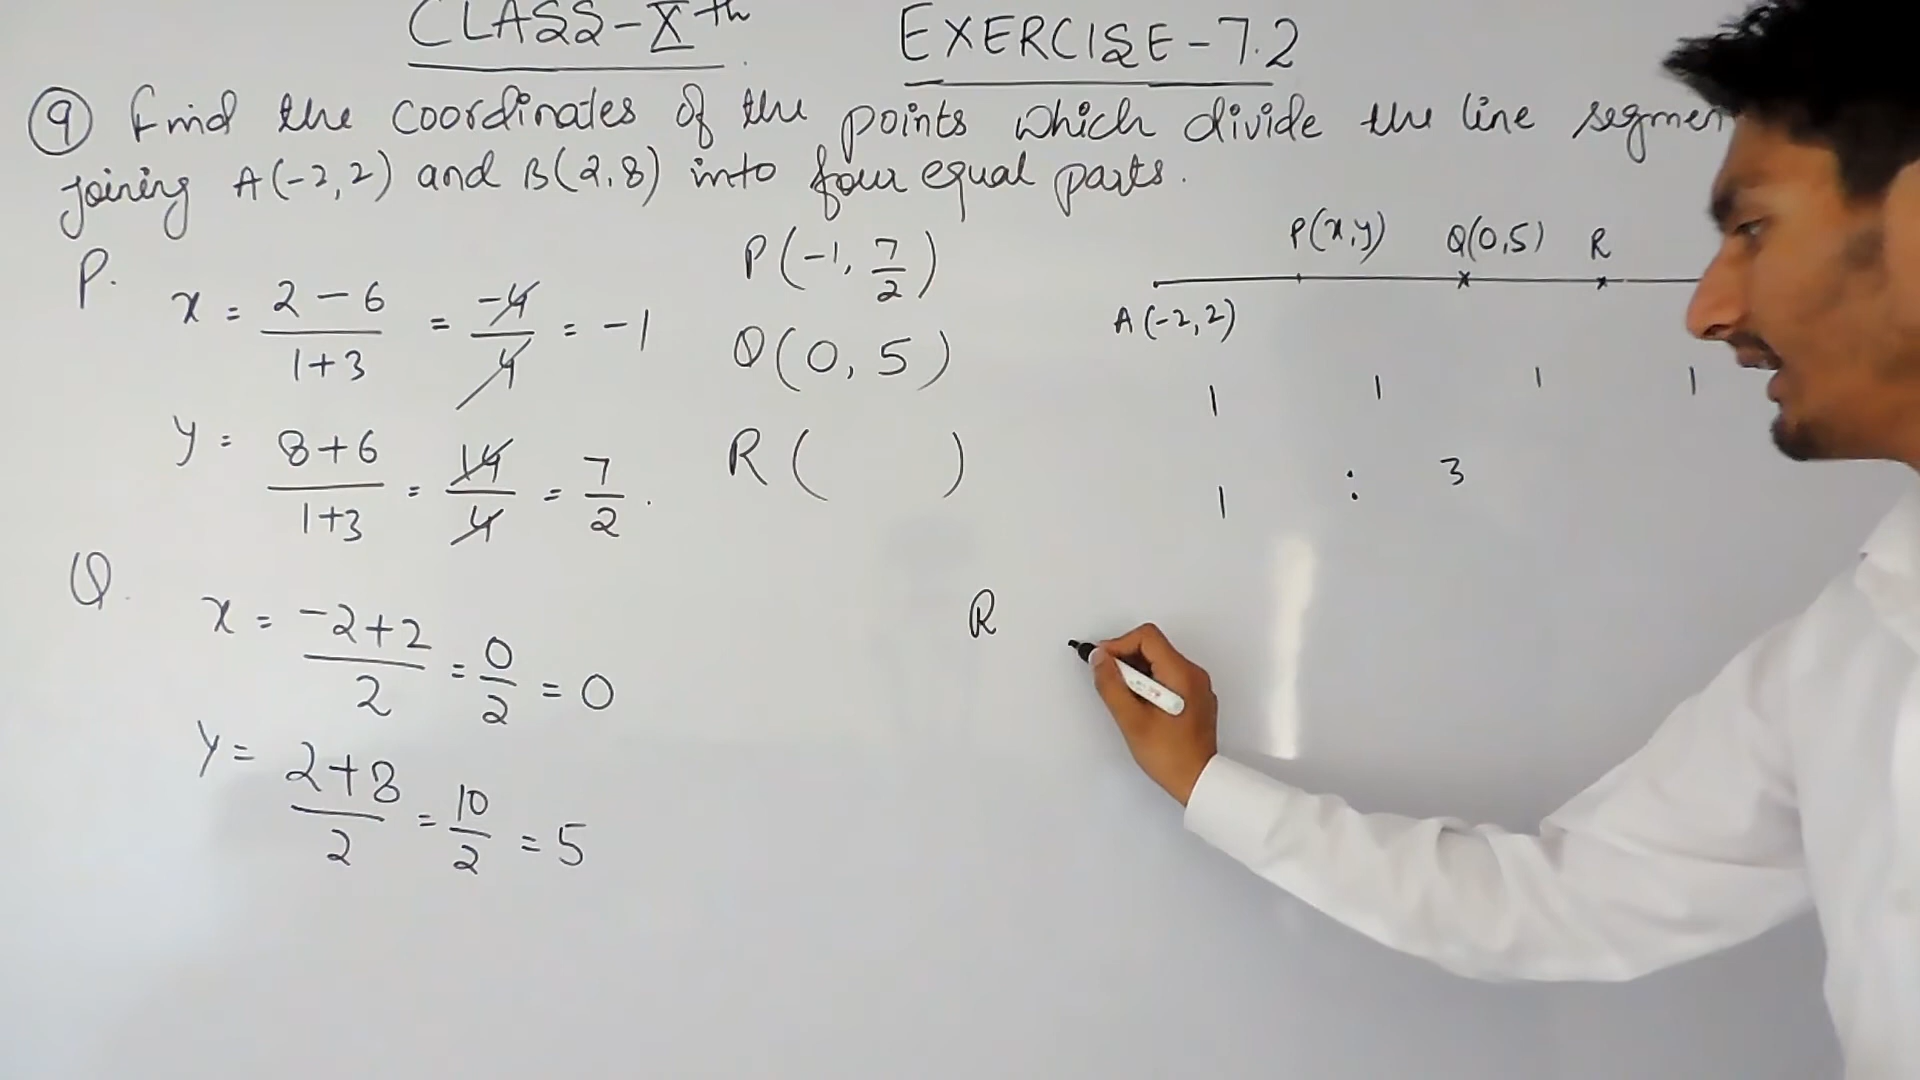 CLASS-Xth EXERCISE-7.2
9 Find the coordinates of the points which divide the line segmen
joining A(-2,2) and B(2,8) into four equal parts.
P. x = 2-6/1+3 = -4/4 = -1
y = 8+6/1+3 = 14/4 = 7/2.
Q. x = -2+2/2 = 0/2 = 0
y = 2+8/2 = 10/2 = 5
P(-1, 7/2)
Q(0, 5)
R( )
P(x,y) Q(0,5) R
A(-2,2)
1 1 1 1
1 : 3
R